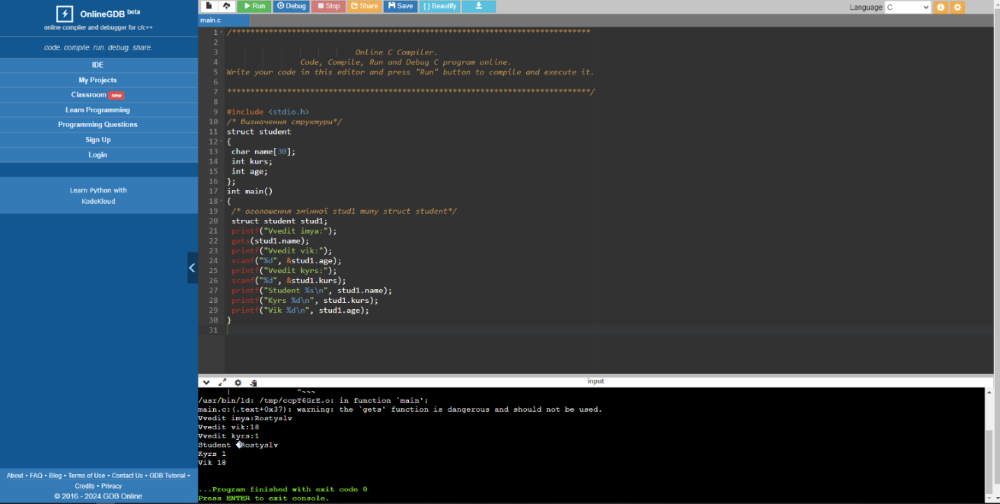 OnlineGDB beta
online compiler and debugger for c/c++
code. compile. run. debug. share.
IDE
My Projects
Classroom new
Learn Programming
Programming Questions
Sign Up
Login
Learn Python with
KodeKloud
About • FAQ • Blog • Terms of Use • Contact Us • GDB Tutorial •
Credits • Privacy
© 2016 - 2024 GDB Online
Run Debug Stop Share Save { } Beautify
Language C
main.c
1 /******************************************************************************
2
3 Online C Compiler.
4 Code, Compile, Run and Debug C program online.
5 Write your code in this editor and press "Run" button to compile and execute it.
6
7 *******************************************************************************/
8
9 #include <stdio.h>
10 /* визначення структури*/
11 struct student
12 {
13 char name[30];
14 int kurs;
15 int age;
16 };
17 int main()
18 {
19 /* оголошення змінної stud1 типу struct student*/
20 struct student stud1;
21 printf("Vvedit imya:");
22 gets(stud1.name);
23 printf("Vvedit vik:");
24 scanf("%d", &stud1.age);
25 printf("Vvedit kyrs:");
26 scanf("%d", &stud1.kurs);
27 printf("Student %s\n", stud1.name);
28 printf("Kyrs %d\n", stud1.kurs);
29 printf("Vik %d\n", stud1.age);
30 }
31
input
| ^~~~
/usr/bin/ld: /tmp/ccpT6GrE.o: in function `main':
main.c:(.text+0x37): warning: the `gets' function is dangerous and should not be used.
Vvedit imya:Rostyslv
Vvedit vik:18
Vvedit kyrs:1
Student �Rostyslv
Kyrs 1
Vik 18
...Program finished with exit code 0
Press ENTER to exit console.